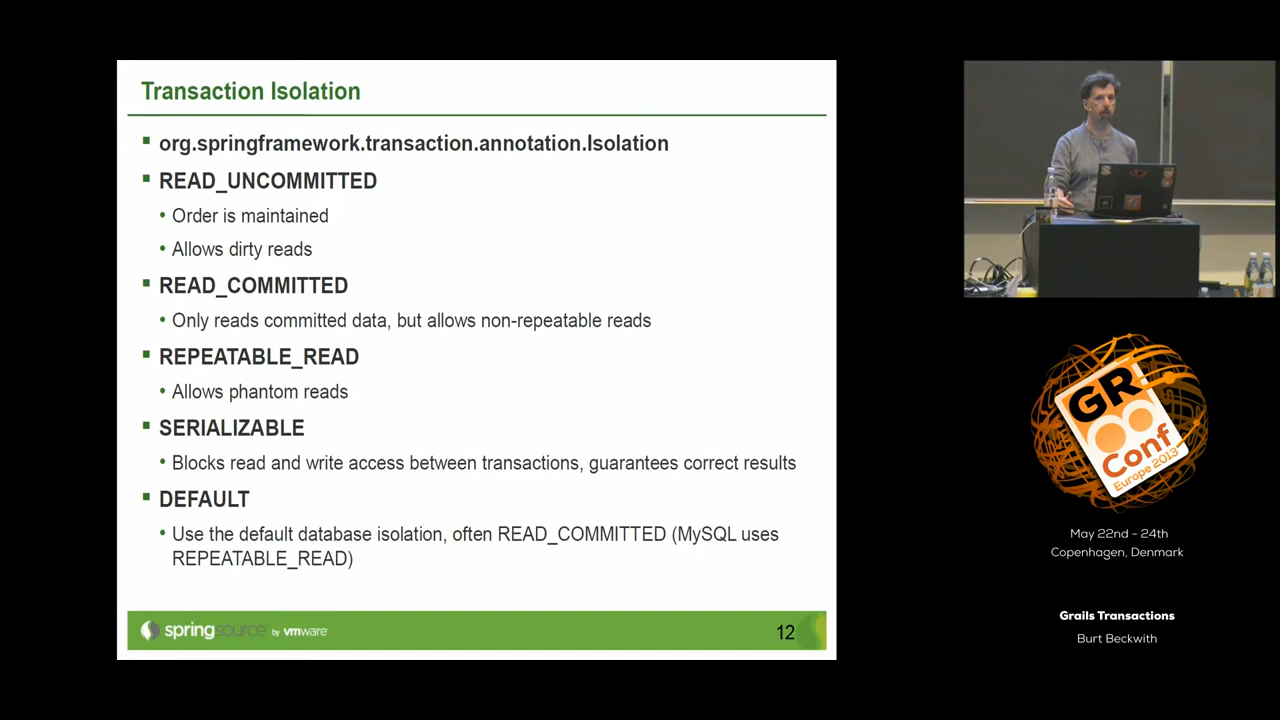 Transaction Isolation
org.springframework.transaction.annotation.Isolation
READ_UNCOMMITTED
Order is maintained
Allows dirty reads
READ_COMMITTED
Only reads committed data, but allows non-repeatable reads
REPEATABLE_READ
Allows phantom reads
SERIALIZABLE
Blocks read and write access between transactions, guarantees correct results
DEFAULT
Use the default database isolation, often READ_COMMITTED (MySQL uses
REPEATABLE_READ)
springsource by vmware
12
GR
8
Conf
Europe 2013
May 22nd - 24th
Copenhagen, Denmark
Grails Transactions
Burt Beckwith